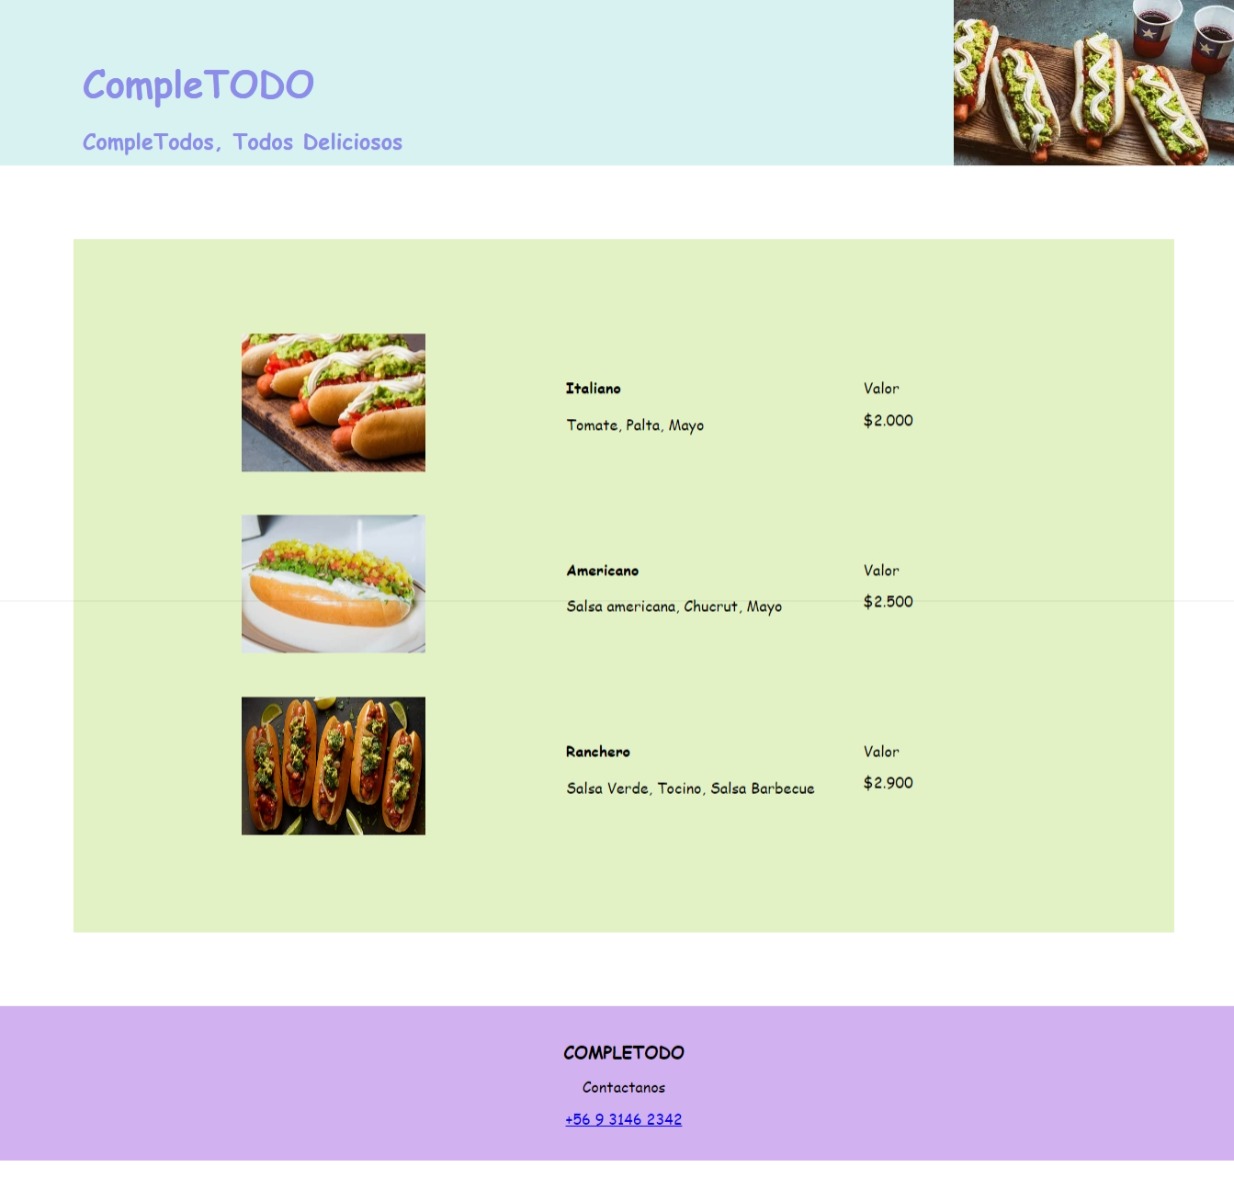 CompleTODO
CompleTodos, Todos Deliciosos
Italiano
Tomate, Palta, Mayo
Valor
$2.000
Americano
Salsa americana, Chucrut, Mayo
Valor
$2.500
Ranchero
Salsa Verde, Tocino, Salsa Barbecue
Valor
$2.900
COMPLETODO
Contactanos
+56 9 3146 2342